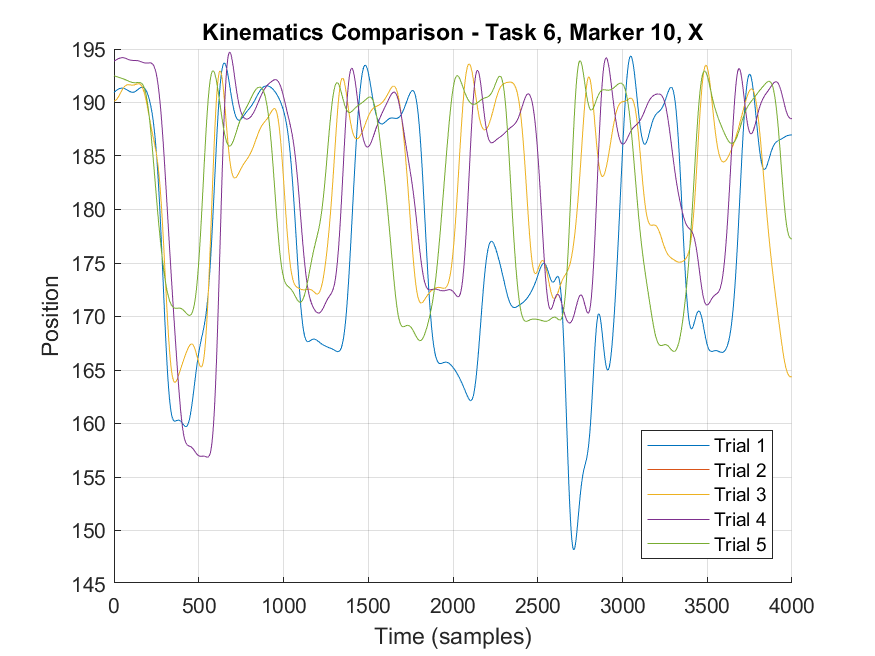 Kinematics Comparison - Task 6, Marker 10, X
195
190
185
180
175
170
165
160
155
150
145
Position
0 500 1000 1500 2000 2500 3000 3500 4000
Time (samples)
Trial 1
Trial 2
Trial 3
Trial 4
Trial 5